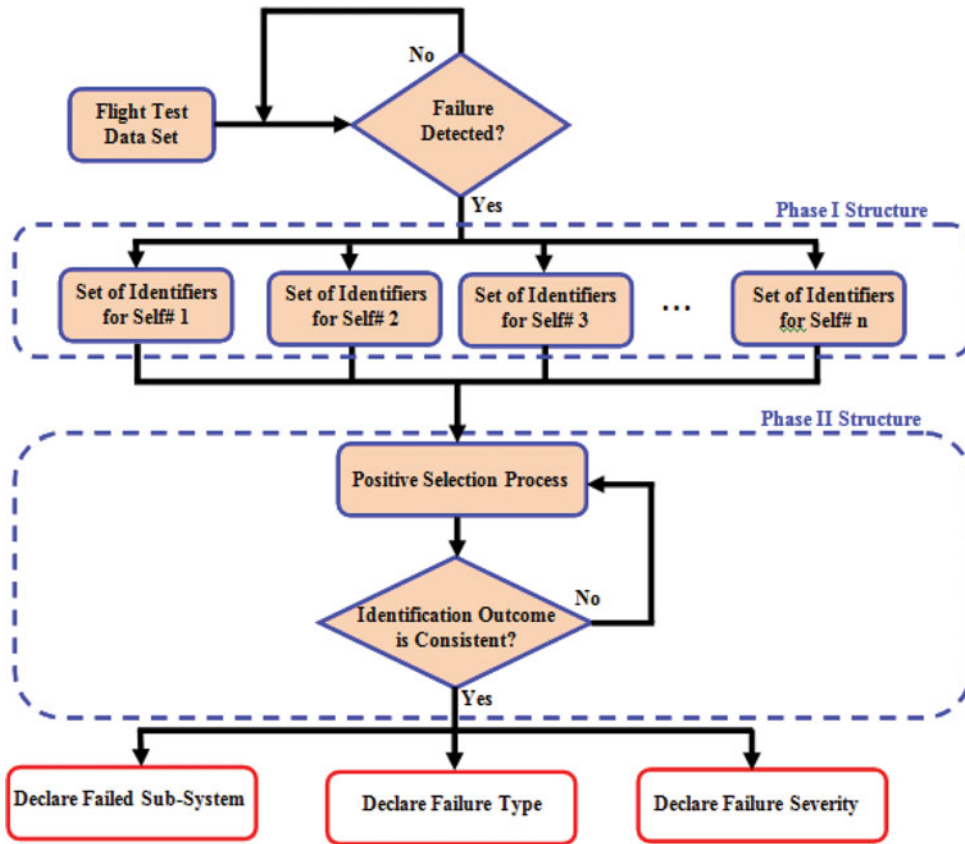 No
Flight Test
Data Set
Failure
Detected?
Yes
Phase I Structure
Set of Identifiers
for Self# 1
Set of Identifiers
for Self# 2
Set of Identifiers
for Self# 3
...
Set of Identifiers
for Self# n
Phase II Structure
Positive Selection Process
Identification Outcome
is Consistent?
No
Yes
Declare Failed Sub-System
Declare Failure Type
Declare Failure Severity